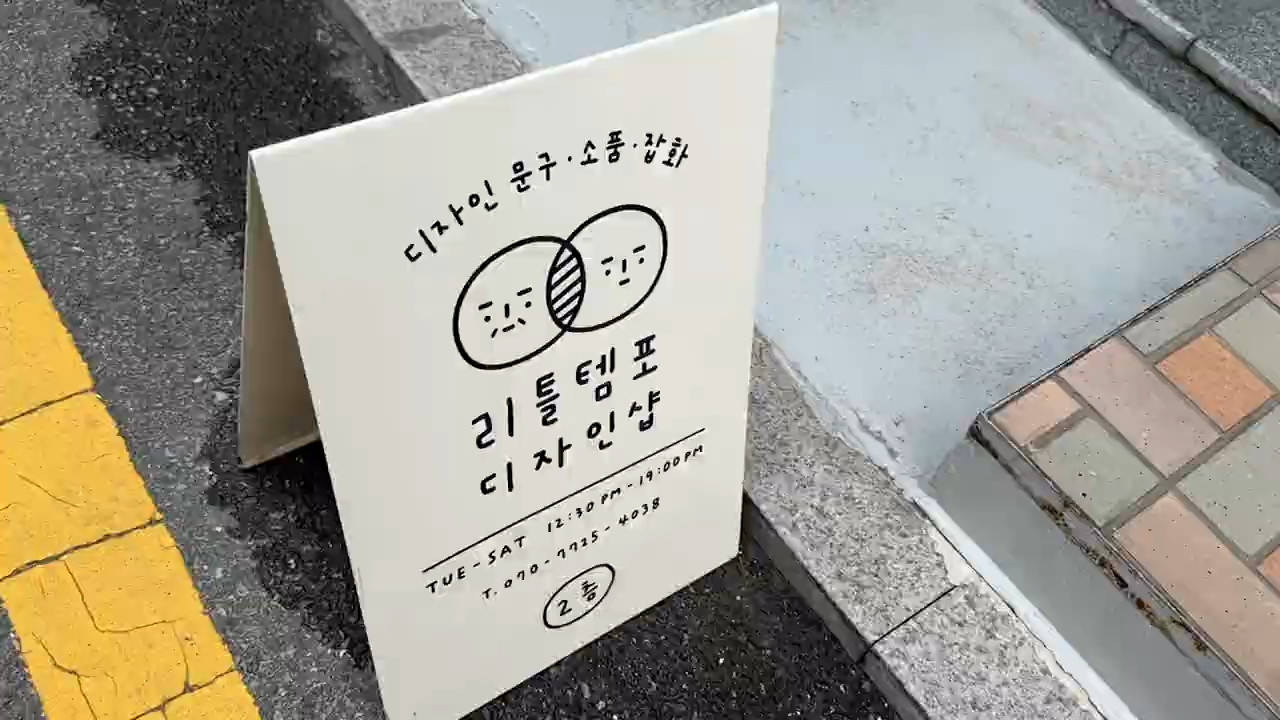 디자인 문구·소품·잡화
리틀템포
디자인샵
TUE-SAT 12:30PM-19:00PM
T. 070-7725-4038
2층